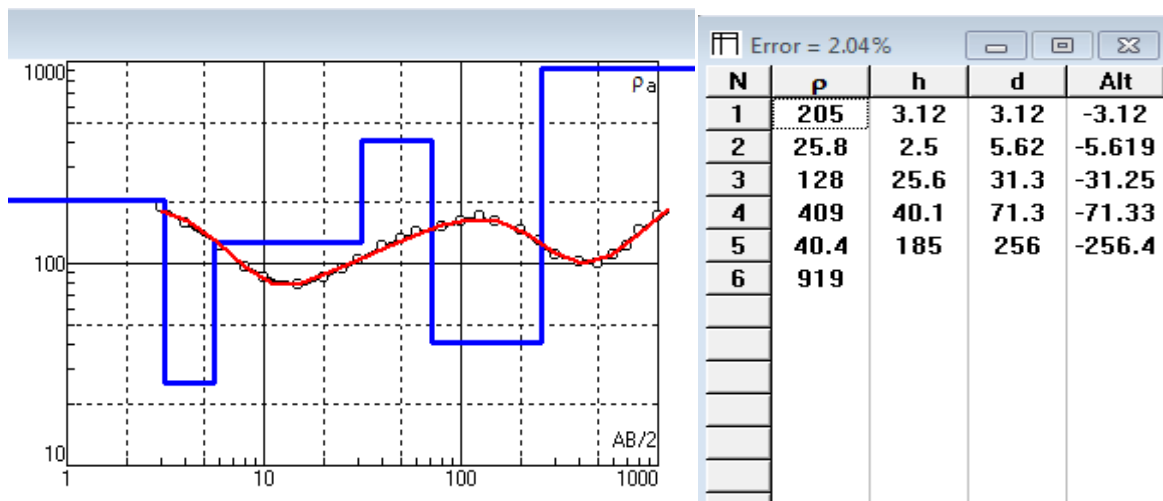 1000
ρa
100
10
AB/2
1 10 100 1000
Error = 2.04%
N ρ h d Alt
1 205 3.12 3.12 -3.12
2 25.8 2.5 5.62 -5.619
3 128 25.6 31.3 -31.25
4 409 40.1 71.3 -71.33
5 40.4 185 256 -256.4
6 919